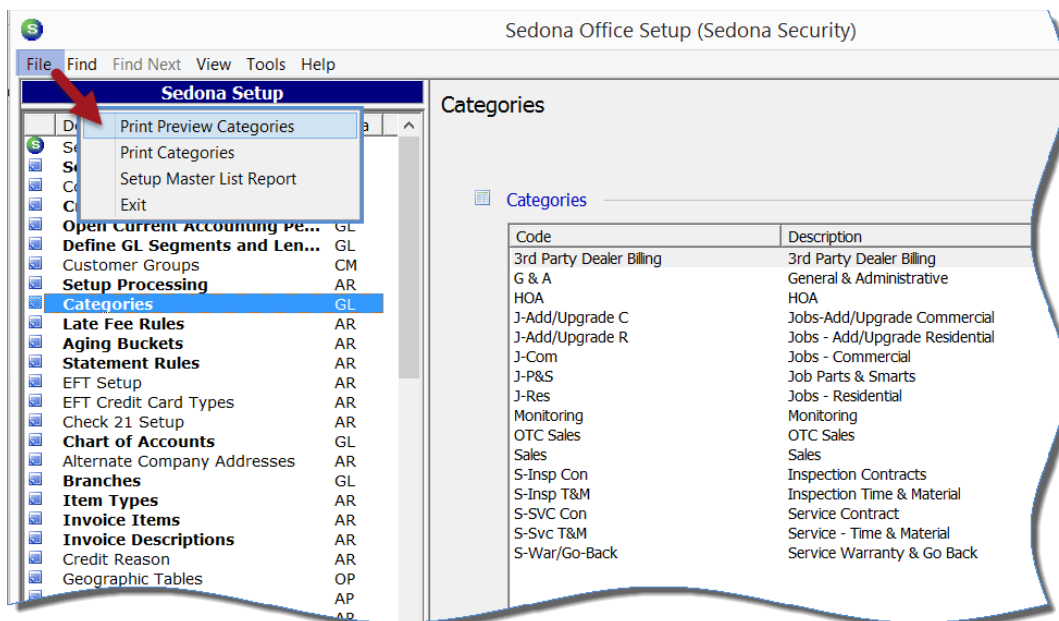 S
Sedona Office Setup (Sedona Security)
File Find Find Next View Tools Help
Sedona Setup
Print Preview Categories
Print Categories
Setup Master List Report
Exit
Open Current Accounting Pe... GL
Define GL Segments and Len... GL
Customer Groups CM
Setup Processing AR
Categories GL
Late Fee Rules AR
Aging Buckets AR
Statement Rules AR
EFT Setup AR
EFT Credit Card Types AR
Check 21 Setup AR
Chart of Accounts GL
Alternate Company Addresses AR
Branches GL
Item Types AR
Invoice Items AR
Invoice Descriptions AR
Credit Reason AR
Geographic Tables OP
AP
AR
Categories
Categories
Code Description
3rd Party Dealer Billing 3rd Party Dealer Billing
G & A General & Administrative
HOA HOA
J-Add/Upgrade C Jobs-Add/Upgrade Commercial
J-Add/Upgrade R Jobs - Add/Upgrade Residential
J-Com Jobs - Commercial
J-P&S Job Parts & Smarts
J-Res Jobs - Residential
Monitoring Monitoring
OTC Sales OTC Sales
Sales Sales
S-Insp Con Inspection Contracts
S-Insp T&M Inspection Time & Material
S-SVC Con Service Contract
S-Svc T&M Service - Time & Material
S-War/Go-Back Service Warranty & Go Back